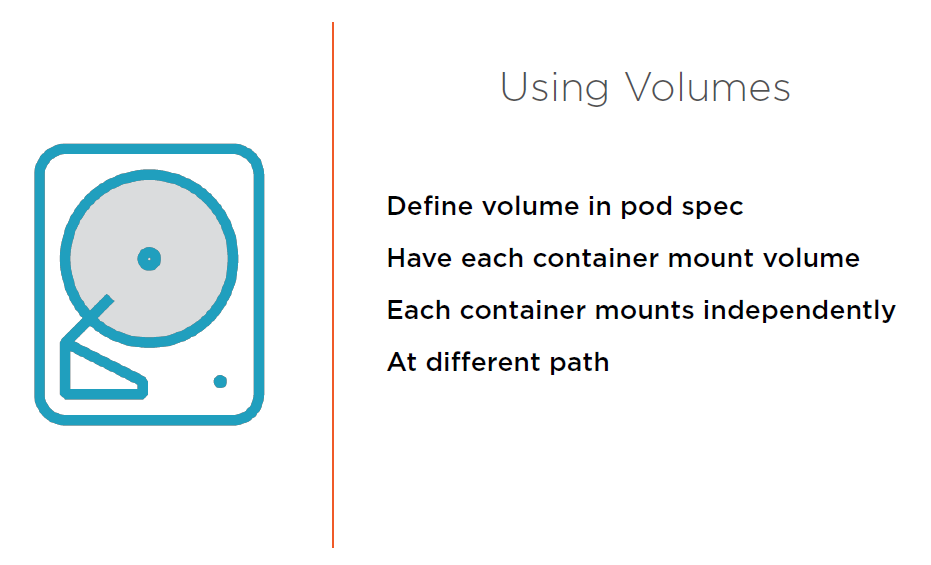 Using Volumes
Define volume in pod spec
Have each container mount volume
Each container mounts independently
At different path